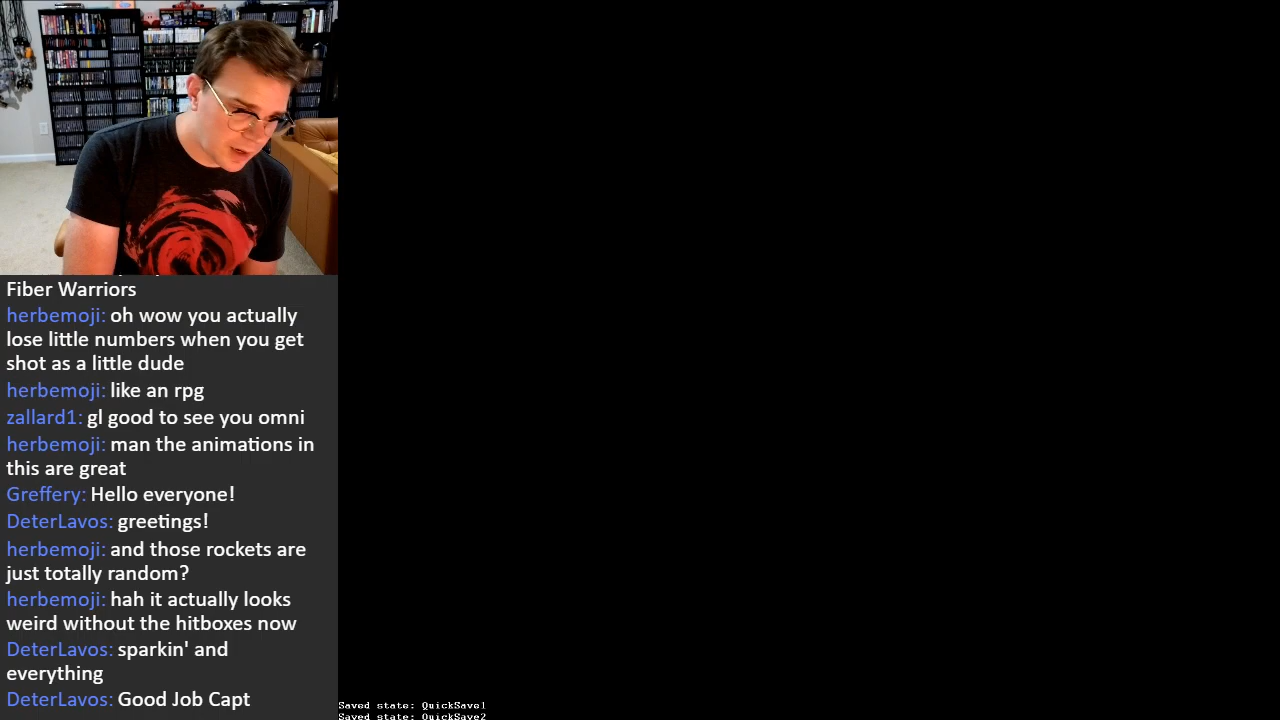 Fiber Warriors
herbemoji: oh wow you actually
lose little numbers when you get
shot as a little dude
herbemoji: like an rpg
zallard1: gl good to see you omni
herbemoji: man the animations in
this are great
Greffery: Hello everyone!
DeterLavos: greetings!
herbemoji: and those rockets are
just totally random?
herbemoji: hah it actually looks
weird without the hitboxes now
DeterLavos: sparkin' and
everything
DeterLavos: Good Job Capt
Saved state: QuickSave1
Saved state: QuickSave2